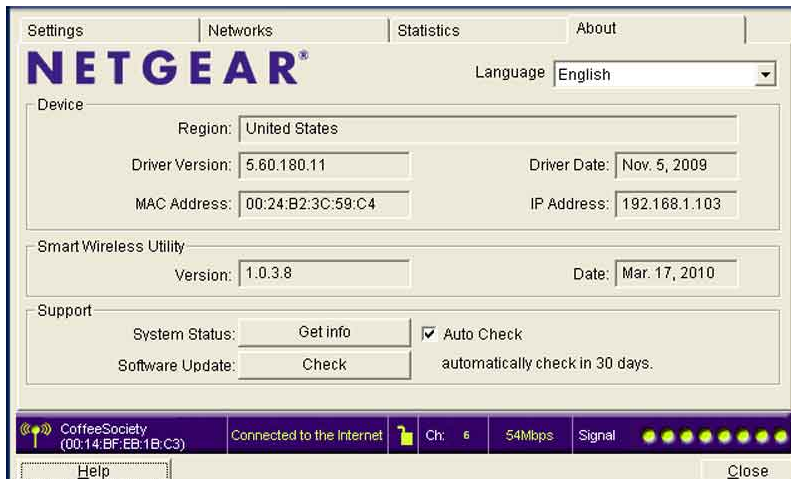 Settings Networks Statistics About
NETGEAR®
Language English
Device
Region: United States
Driver Version: 5.60.180.11 Driver Date: Nov. 5, 2009
MAC Address: 00:24:B2:3C:59:C4 IP Address: 192.168.1.103
Smart Wireless Utility
Version: 1.0.3.8 Date: Mar. 17, 2010
Support
System Status: Get info Auto Check
Software Update: Check automatically check in 30 days.
CoffeeSociety
(00:14:BF:EB:1B:C3) Connected to the Internet Ch: 6 54Mbps Signal
Help Close